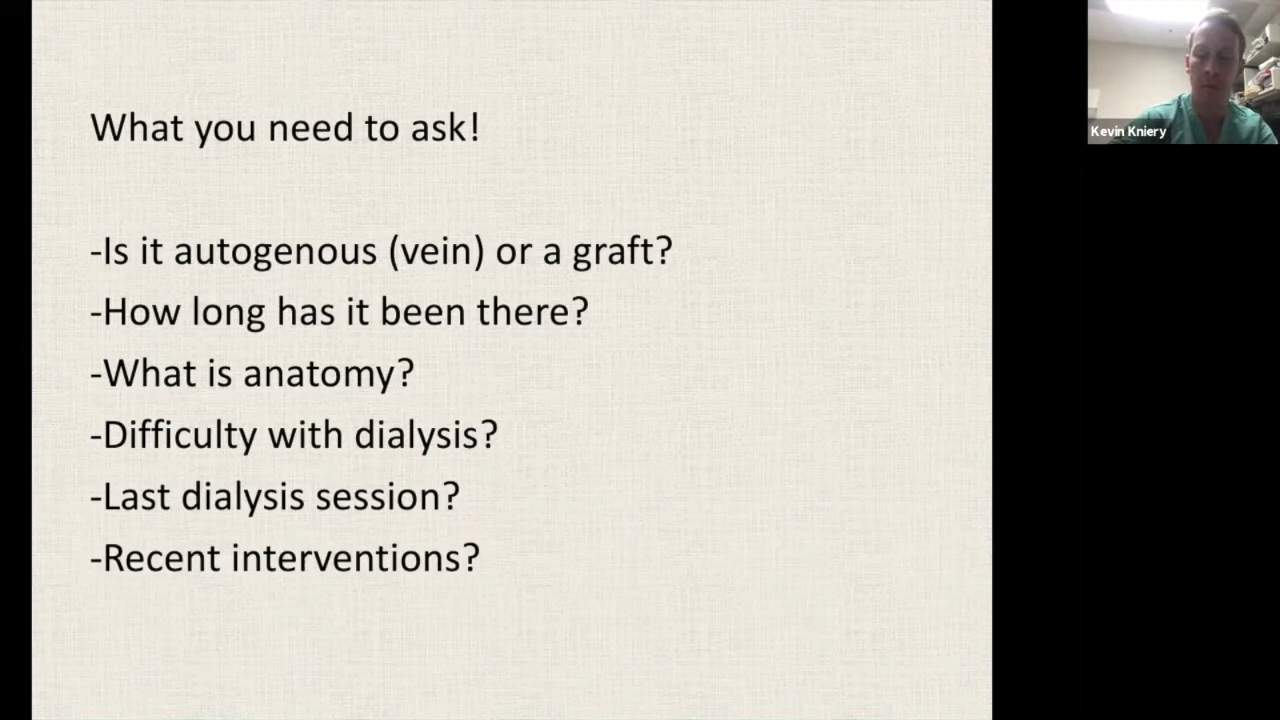 What you need to ask!
-Is it autogenous (vein) or a graft?
-How long has it been there?
-What is anatomy?
-Difficulty with dialysis?
-Last dialysis session?
-Recent interventions?
Kevin Kniery